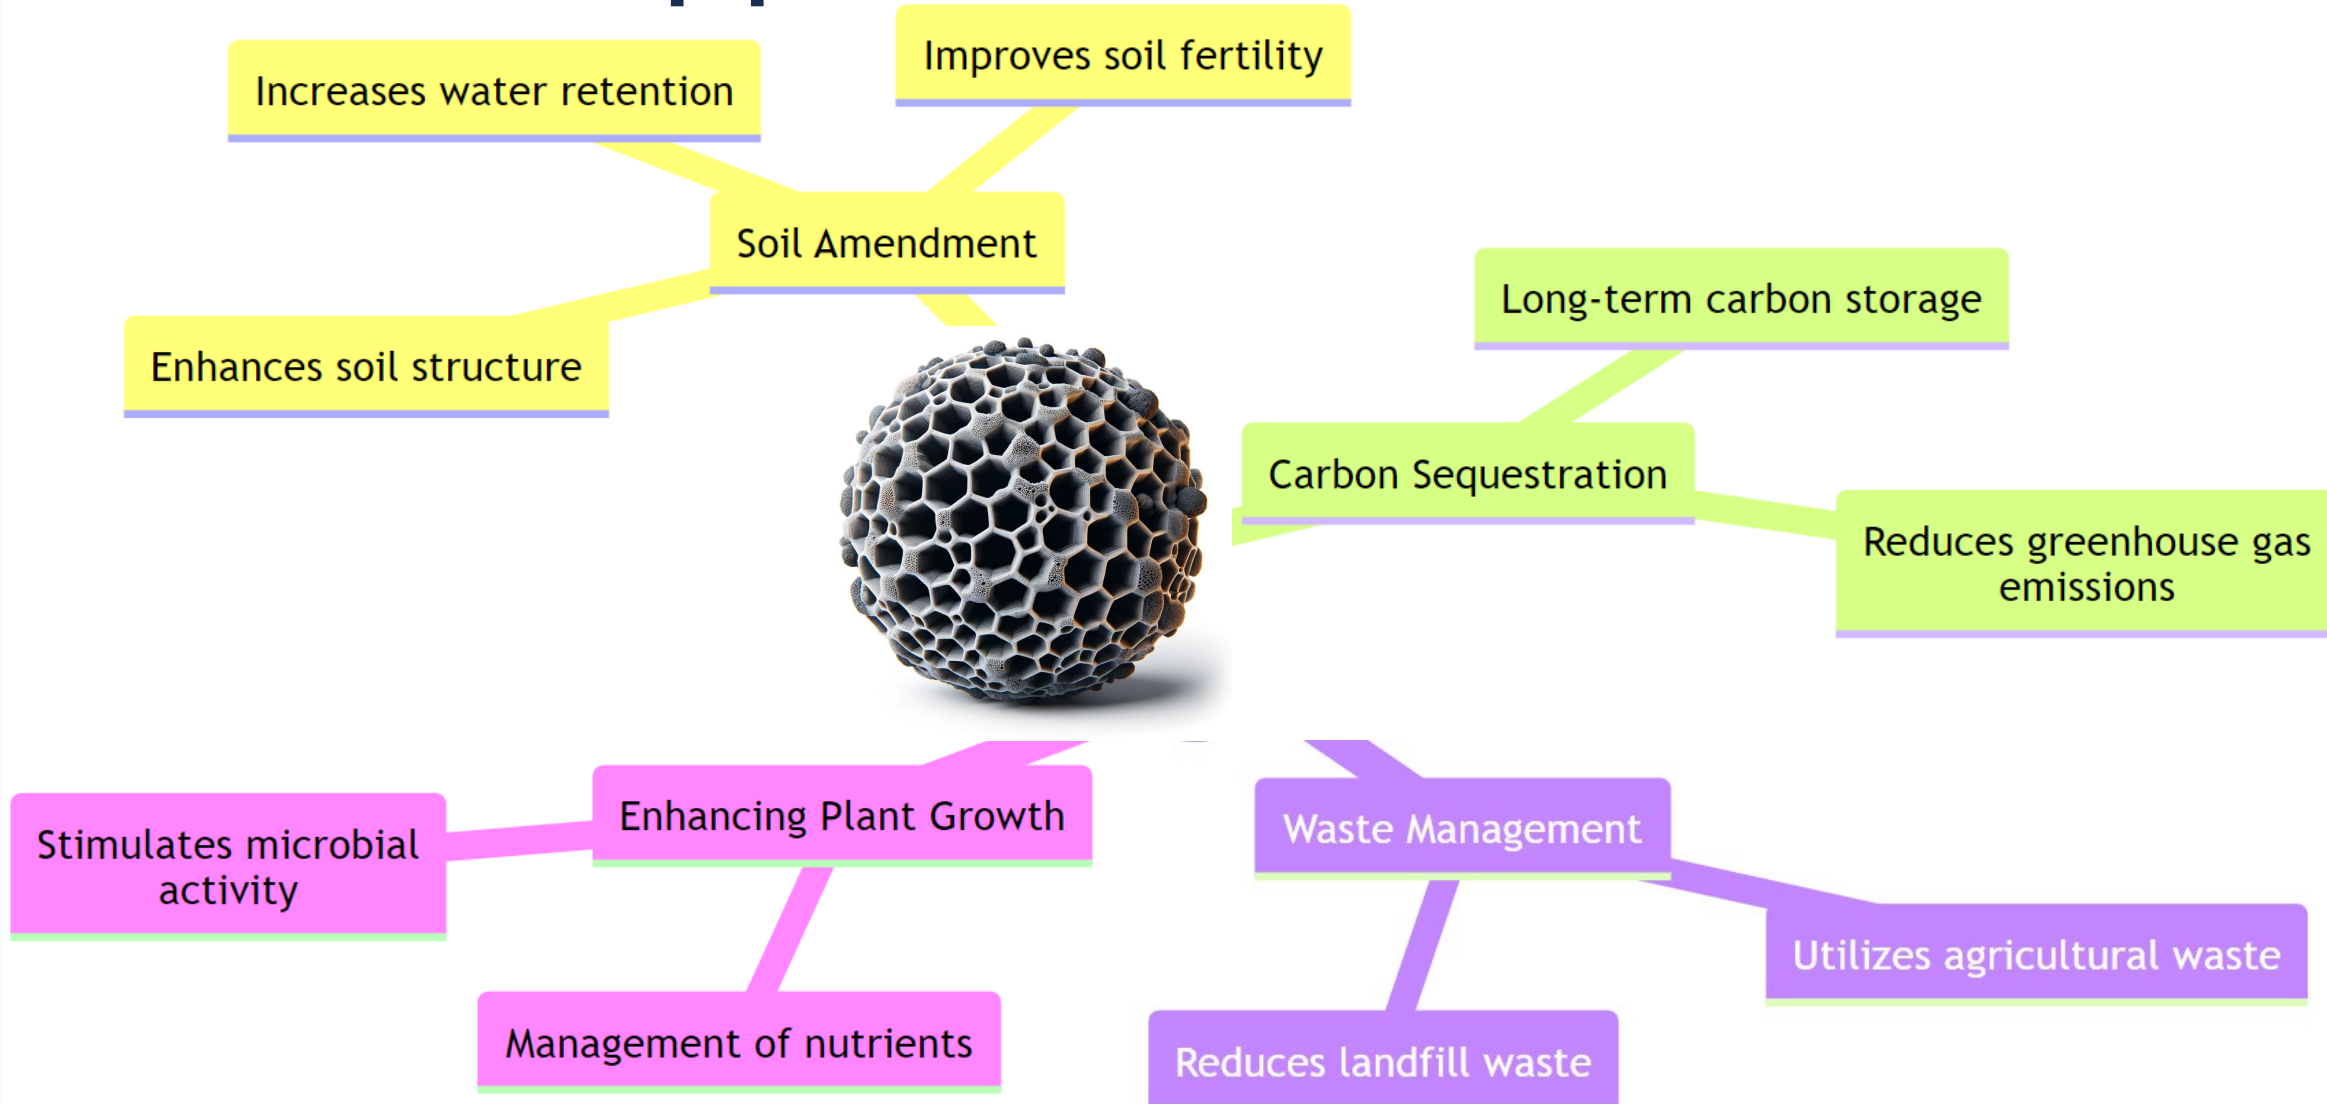 Improves soil fertility
Increases water retention
Soil Amendment
Enhances soil structure
Long-term carbon storage
Carbon Sequestration
Reduces greenhouse gas
emissions
Enhancing Plant Growth
Stimulates microbial
activity
Management of nutrients
Waste Management
Utilizes agricultural waste
Reduces landfill waste